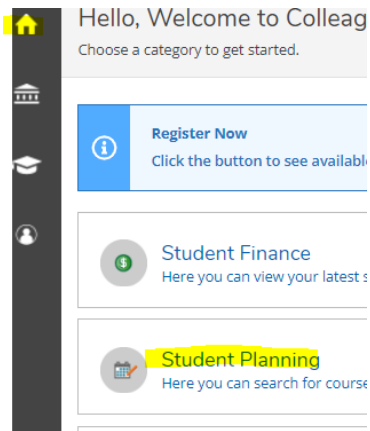 Hello, Welcome to Colleag
Choose a category to get started.
Register Now
Click the button to see available
Student Finance
Here you can view your latest s
Student Planning
Here you can search for course